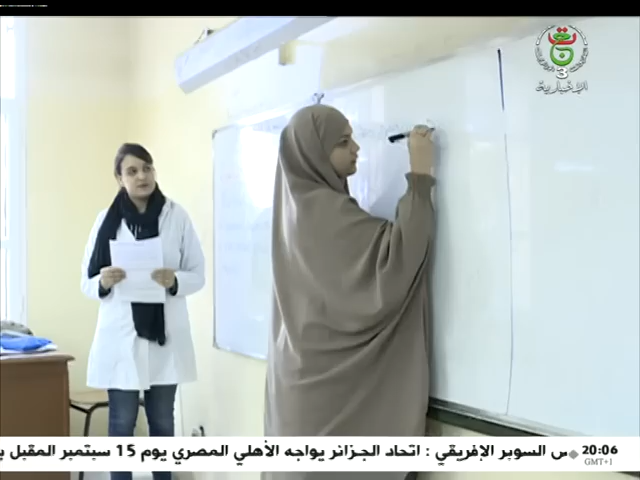 3
الإخبارية
س السوبر الإفريقي : اتحاد الجزائر يواجه الأهلي المصري يوم 15 سبتمبر المقبل ب
20:06
GMT+1